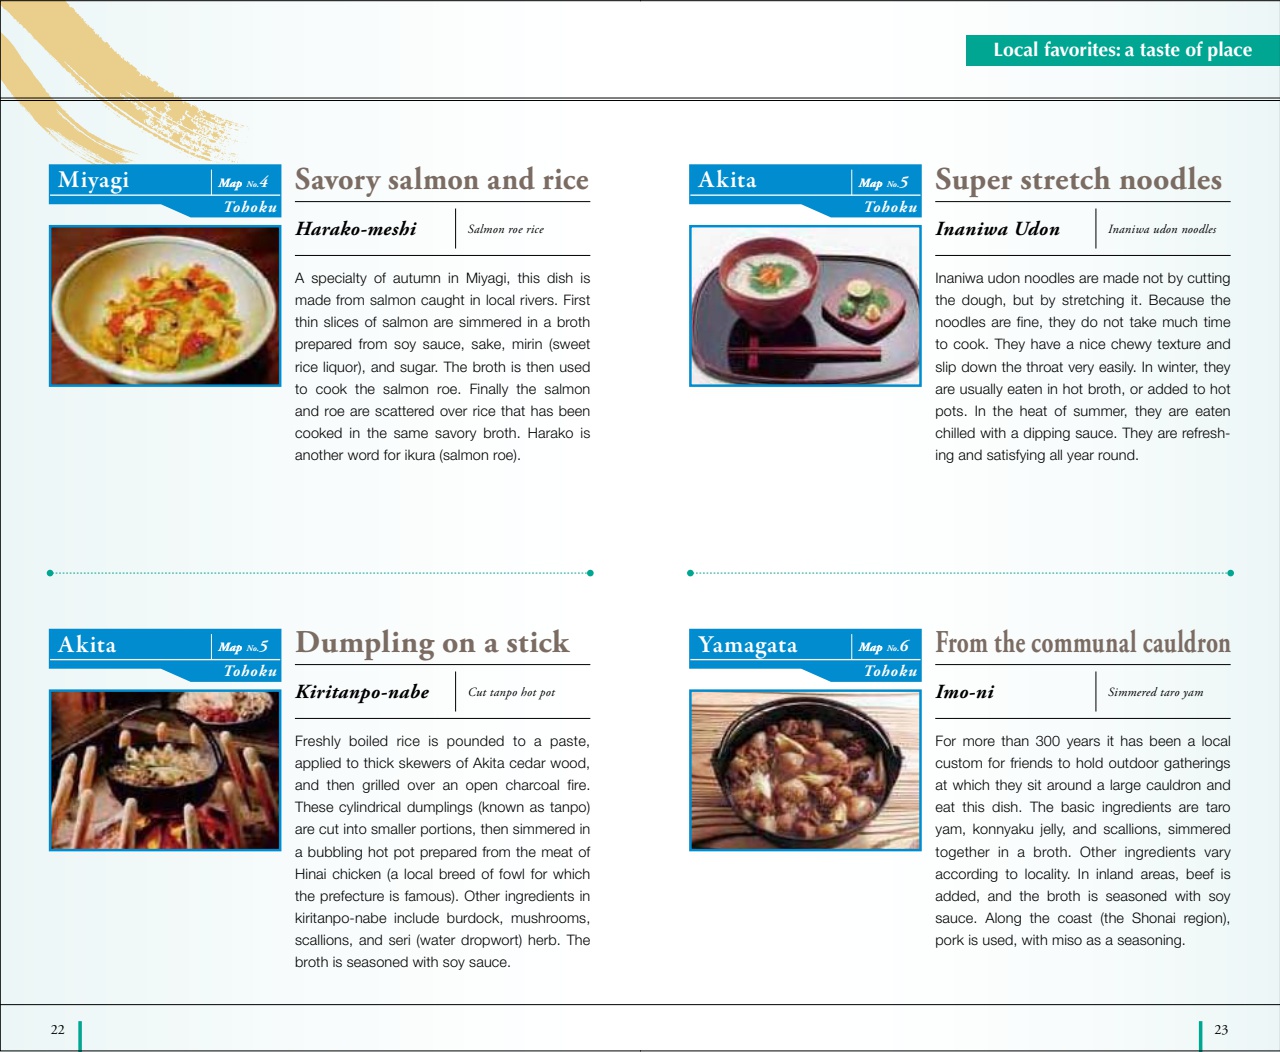 Local favorites: a taste of place
Miyagi
Map No.4
Tohoku
Savory salmon and rice
Harako-meshi
Salmon roe rice
A specialty of autumn in Miyagi, this dish is
made from salmon caught in local rivers. First
thin slices of salmon are simmered in a broth
prepared from soy sauce, sake, mirin (sweet
rice liquor), and sugar. The broth is then used
to cook the salmon roe. Finally the salmon
and roe are scattered over rice that has been
cooked in the same savory broth. Harako is
another word for ikura (salmon roe).
Akita
Map No.5
Tohoku
Dumpling on a stick
Kiritanpo-nabe
Cut tanpo hot pot
Freshly boiled rice is pounded to a paste,
applied to thick skewers of Akita cedar wood,
and then grilled over an open charcoal fire.
These cylindrical dumplings (known as tanpo)
are cut into smaller portions, then simmered in
a bubbling hot pot prepared from the meat of
Hinai chicken (a local breed of fowl for which
the prefecture is famous). Other ingredients in
kiritanpo-nabe include burdock, mushrooms,
scallions, and seri (water dropwort) herb. The
broth is seasoned with soy sauce.
22
Akita
Map No.5
Tohoku
Super stretch noodles
Inaniwa Udon
Inaniwa udon noodles
Inaniwa udon noodles are made not by cutting
the dough, but by stretching it. Because the
noodles are fine, they do not take much time
to cook. They have a nice chewy texture and
slip down the throat very easily. In winter, they
are usually eaten in hot broth, or added to hot
pots. In the heat of summer, they are eaten
chilled with a dipping sauce. They are refresh-
ing and satisfying all year round.
Yamagata
Map No.6
Tohoku
From the communal cauldron
Imo-ni
Simmered taro yam
For more than 300 years it has been a local
custom for friends to hold outdoor gatherings
at which they sit around a large cauldron and
eat this dish. The basic ingredients are taro
yam, konnyaku jelly, and scallions, simmered
together in a broth. Other ingredients vary
according to locality. In inland areas, beef is
added, and the broth is seasoned with soy
sauce. Along the coast (the Shonai region),
pork is used, with miso as a seasoning.
23